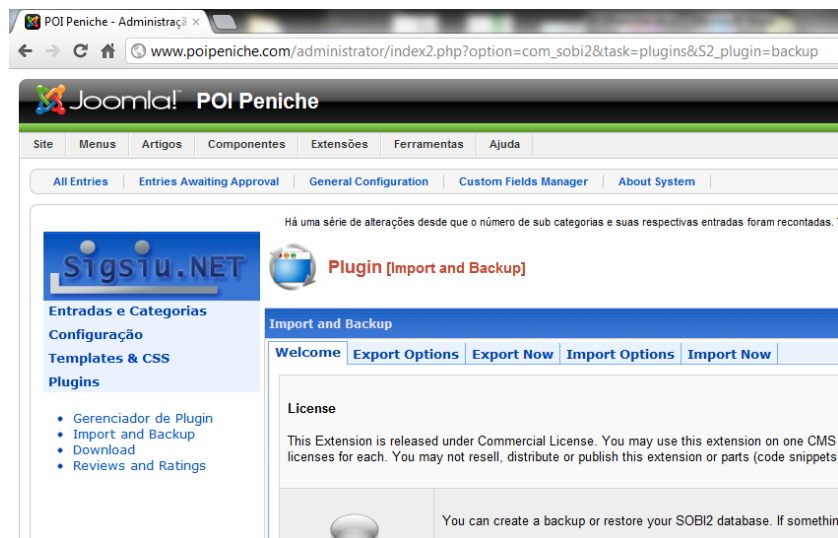 POI Peniche - Administraçã
www.poipeniche.com/administrator/index2.php?option=com_sobi2&task=plugins&S2_plugin=backup
Joomla! POI Peniche
Site Menus Artigos Componentes Extensões Ferramentas Ajuda
All Entries Entries Awaiting Approval General Configuration Custom Fields Manager About System
Há uma série de alterações desde que o número de sub categorias e suas respectivas entradas foram recontadas.
Sigsiu.NET
Plugin [Import and Backup]
Entradas e Categorias
Configuração
Templates & CSS
Plugins
Gerenciador de Plugin
Import and Backup
Download
Reviews and Ratings
Import and Backup
Welcome Export Options Export Now Import Options Import Now
License
This Extension is released under Commercial License. You may use this extension on one CMS
licenses for each. You may not resell, distribute or publish this extension or parts (code snippets
You can create a backup or restore your SOBI2 database. If somethin